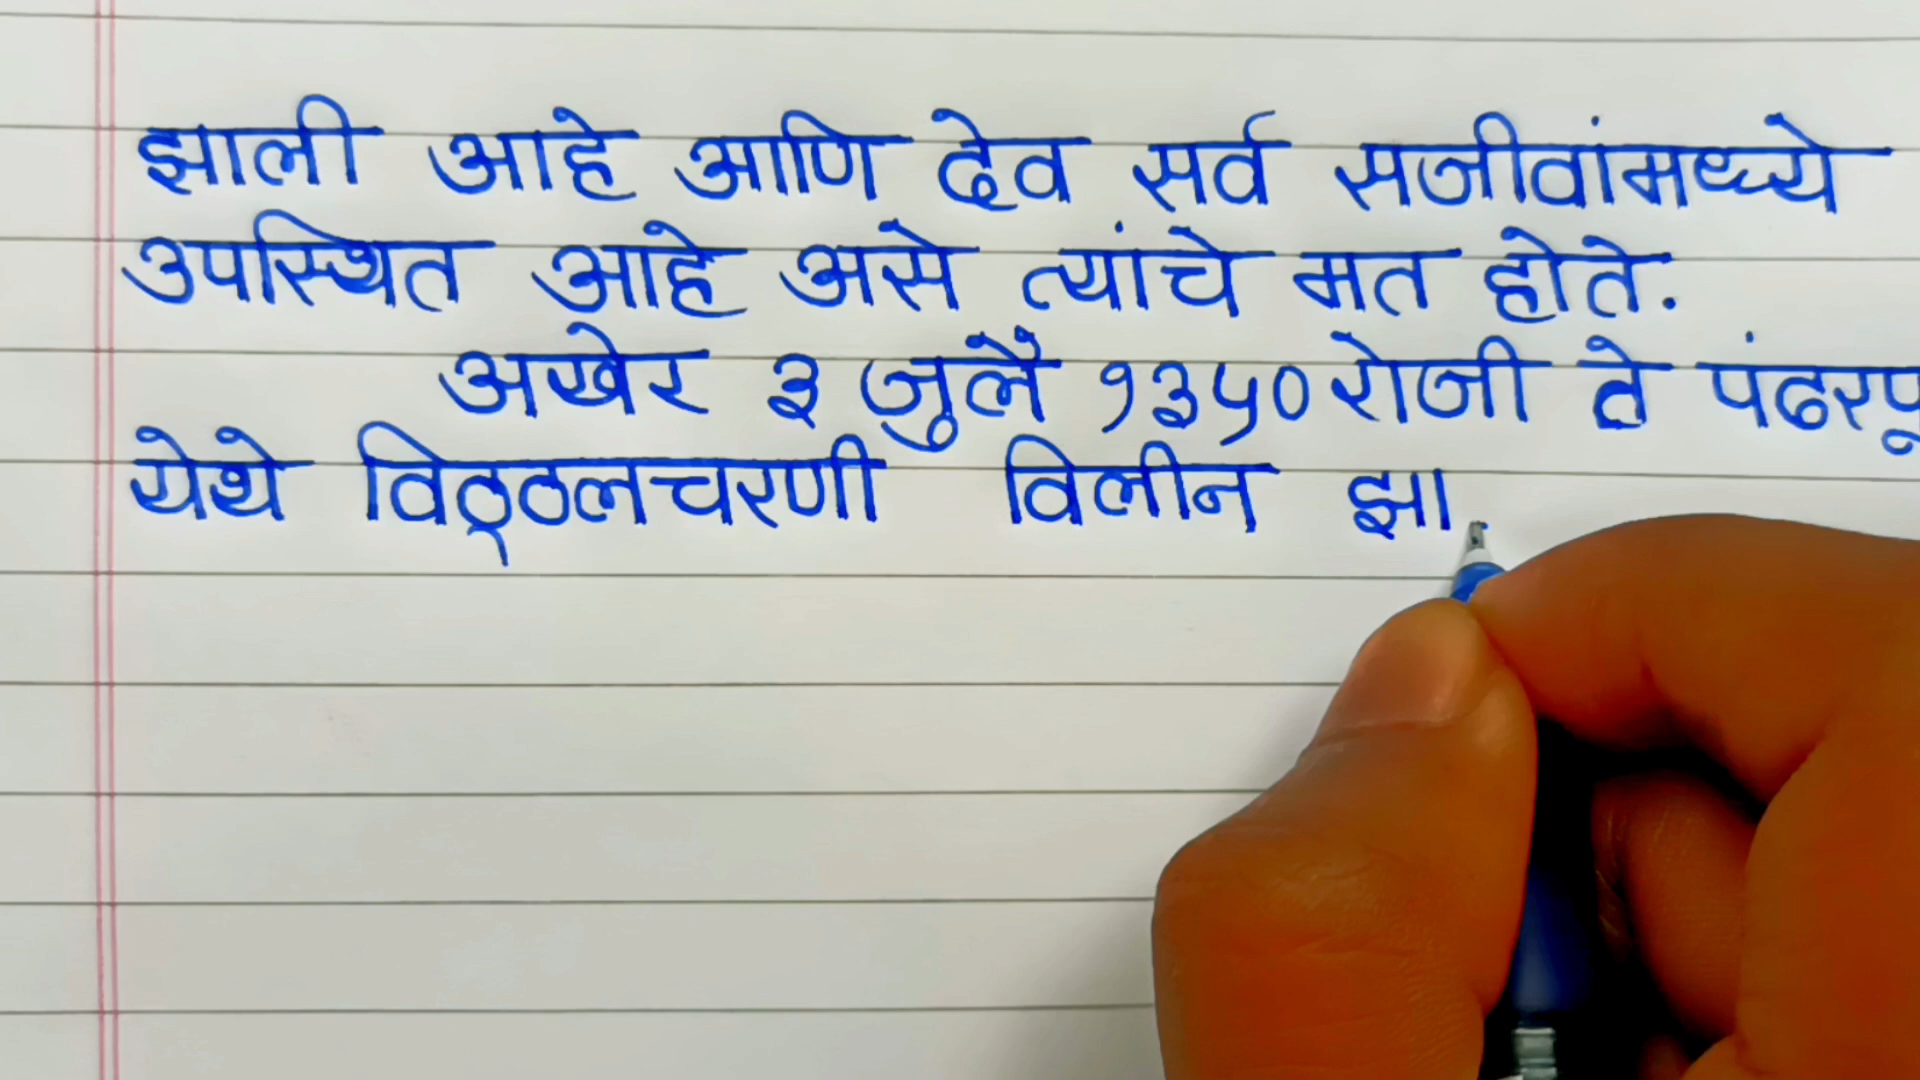 झाली आहे आणि देव सर्व सजीवांमध्ये
उपस्थित आहे असे त्यांचे मत होते.
अखेर ३ जुलै १३५० रोजी ते पंढरपू
येथे विठ्ठलचरणी विलीन झा